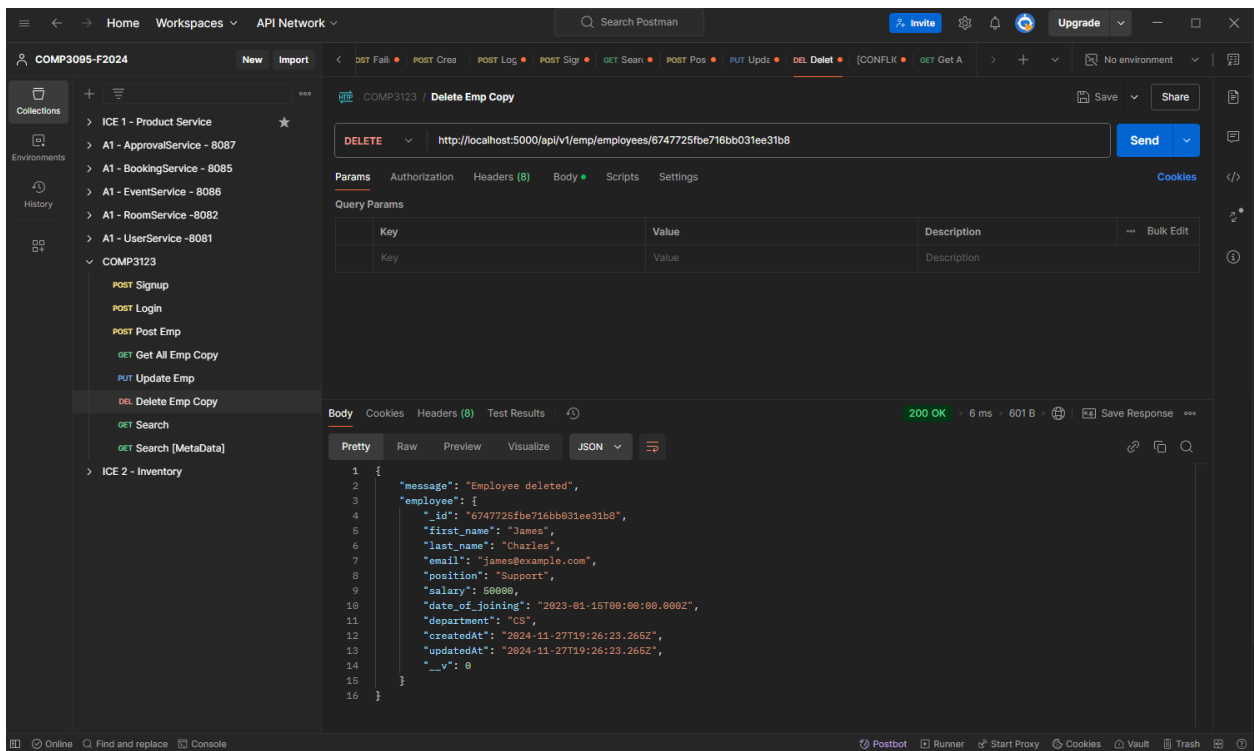 Home Workspaces API Network Search Postman Invite Upgrade
COMP3095-F2024 New Import OST Fail POST Crea POST Log POST Sigr GET Sear POST Pos PUT Upda DEL Delet [CONFLIC GET Get A No environment
Collections
Environments
History
ICE 1 - Product Service
A1 - ApprovalService - 8087
A1 - BookingService - 8085
A1 - EventService - 8086
A1 - RoomService -8082
A1 - UserService -8081
COMP3123
POST Signup
POST Login
POST Post Emp
GET Get All Emp Copy
PUT Update Emp
DEL Delete Emp Copy
GET Search
GET Search [MetaData]
ICE 2 - Inventory
HTTP COMP3123 / Delete Emp Copy Save Share
DELETE http://localhost:5000/api/v1/emp/employees/6747725fbe716bb031ee31b8 Send
Params Authorization Headers (8) Body Scripts Settings Cookies
Query Params
Key Value Description Bulk Edit
Key Value Description
Body Cookies Headers (8) Test Results 200 OK 6 ms 601 B Save Response
Pretty Raw Preview Visualize JSON
1 {
2 "message": "Employee deleted",
3 "employee": {
4 "_id": "6747725fbe716bb031ee31b8",
5 "first_name": "James",
6 "last_name": "Charles",
7 "email": "james@example.com",
8 "position": "Support",
9 "salary": 50000,
10 "date_of_joining": "2023-01-15T00:00:00.000Z",
11 "department": "CS",
12 "createdAt": "2024-11-27T19:26:23.265Z",
13 "updatedAt": "2024-11-27T19:26:23.265Z",
14 "__v": 0
15 }
16 }
Online Find and replace Console Postbot Runner Start Proxy Cookies Vault Trash